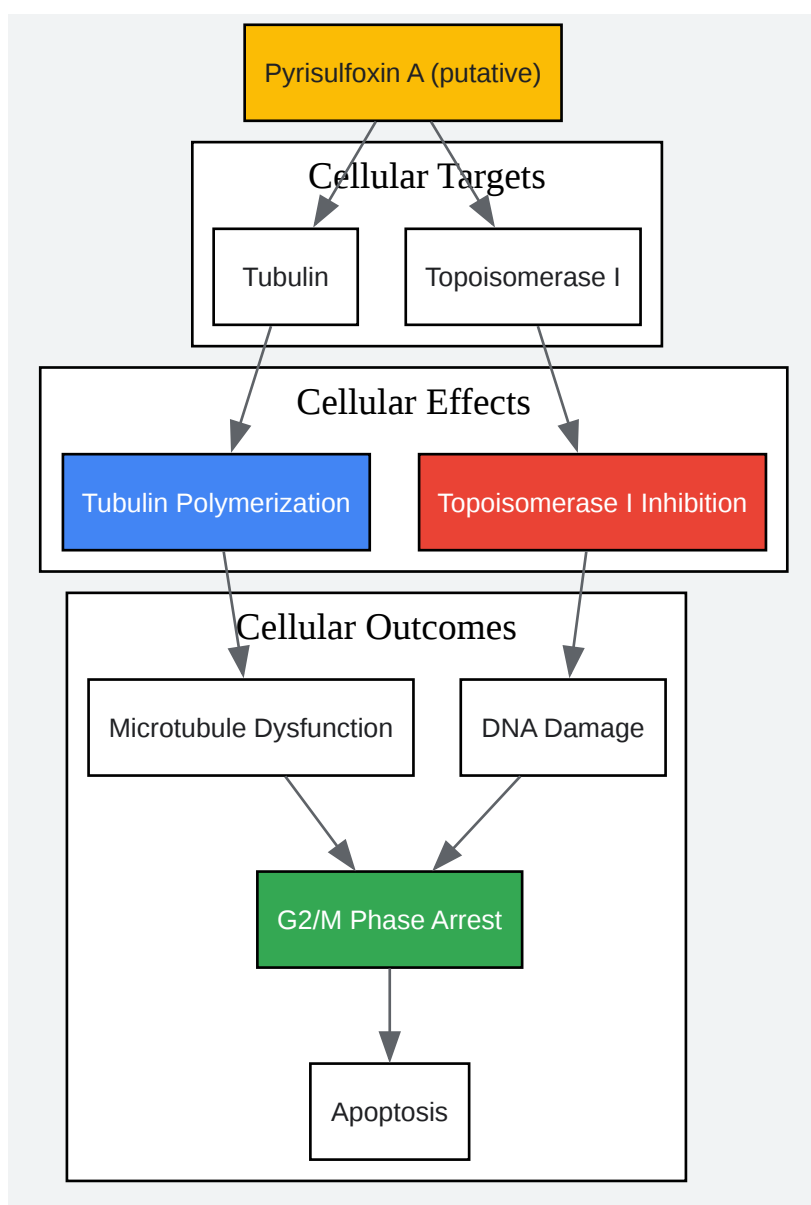 Pyrisulfoxin A (putative)
Cellular Targets
Tubulin
Topoisomerase I
Cellular Effects
Tubulin Polymerization
Topoisomerase I Inhibition
Cellular Outcomes
Microtubule Dysfunction
DNA Damage
G2/M Phase Arrest
Apoptosis